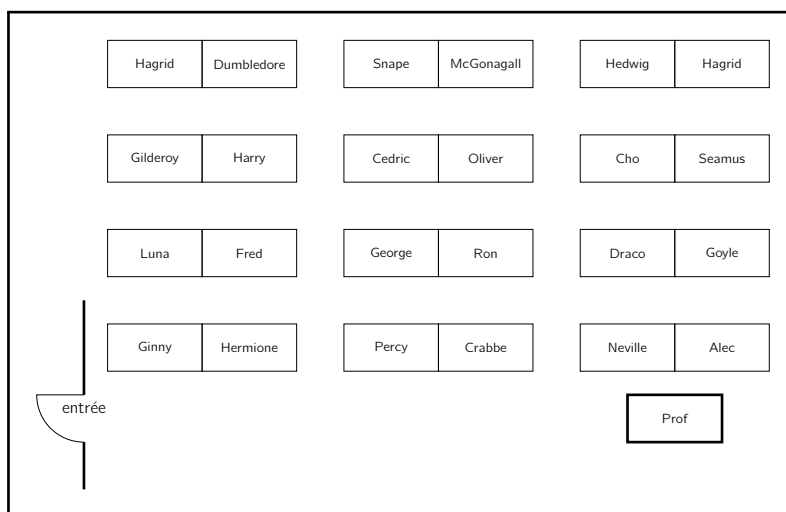 Hagrid Dumbledore Snape McGonagall Hedwig Hagrid
Gilderoy Harry Cedric Oliver Cho Seamus
Luna Fred George Ron Draco Goyle
Ginny Hermione Percy Crabbe Neville Alec
entrée
Prof